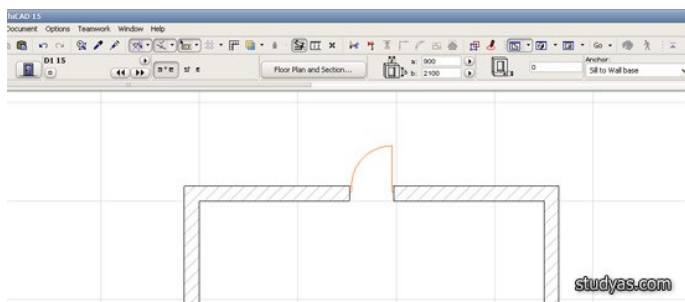 hiCAD 15
Document Options Teamwork Window Help
Go
D1 15
Floor Plan and Section...
a: 900
b: 2100
0
Anchor:
Sill to Wall base
studyas.com